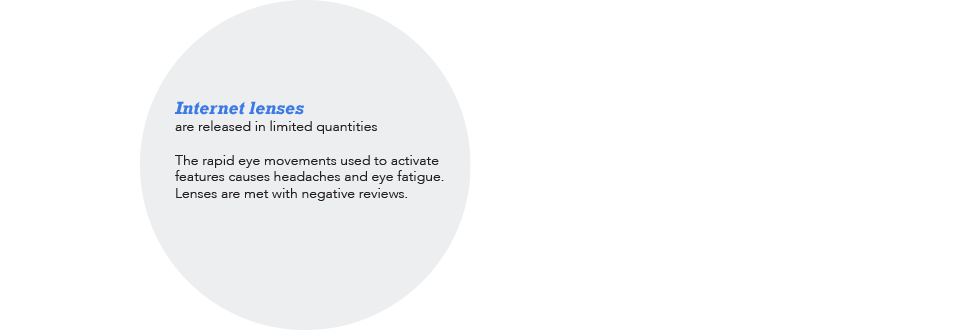 Internet lenses
are released in limited quantities
The rapid eye movements used to activate
features causes headaches and eye fatigue.
Lenses are met with negative reviews.